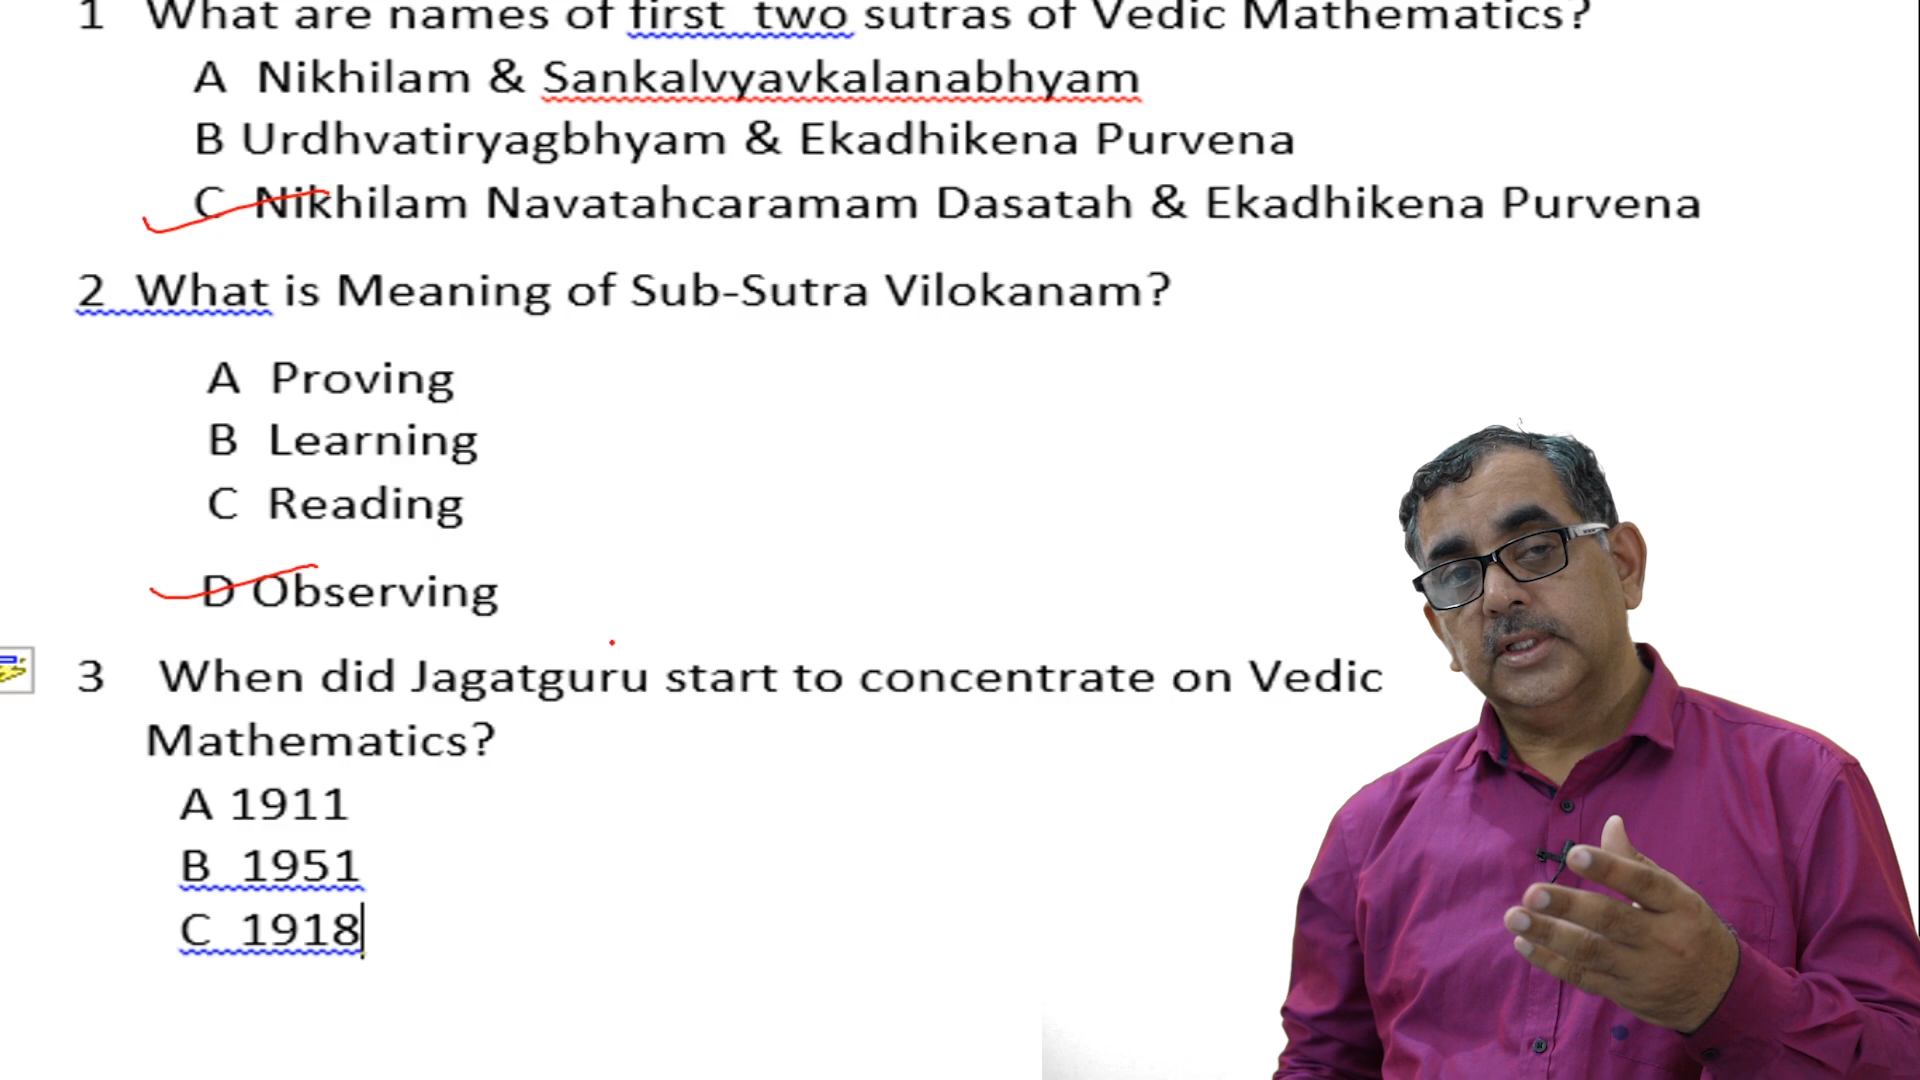 1 What are names of first two sutras of Vedic Mathematics?
A Nikhilam & Sankalvyavkalanabhyam
B Urdhvatiryagbhyam & Ekadhikena Purvena
C Nikhilam Navatahcaramam Dasatah & Ekadhikena Purvena
2 What is Meaning of Sub-Sutra Vilokanam?
A Proving
B Learning
C Reading
D Observing
3 When did Jagatguru start to concentrate on Vedic
Mathematics?
A 1911
B 1951
C 1918